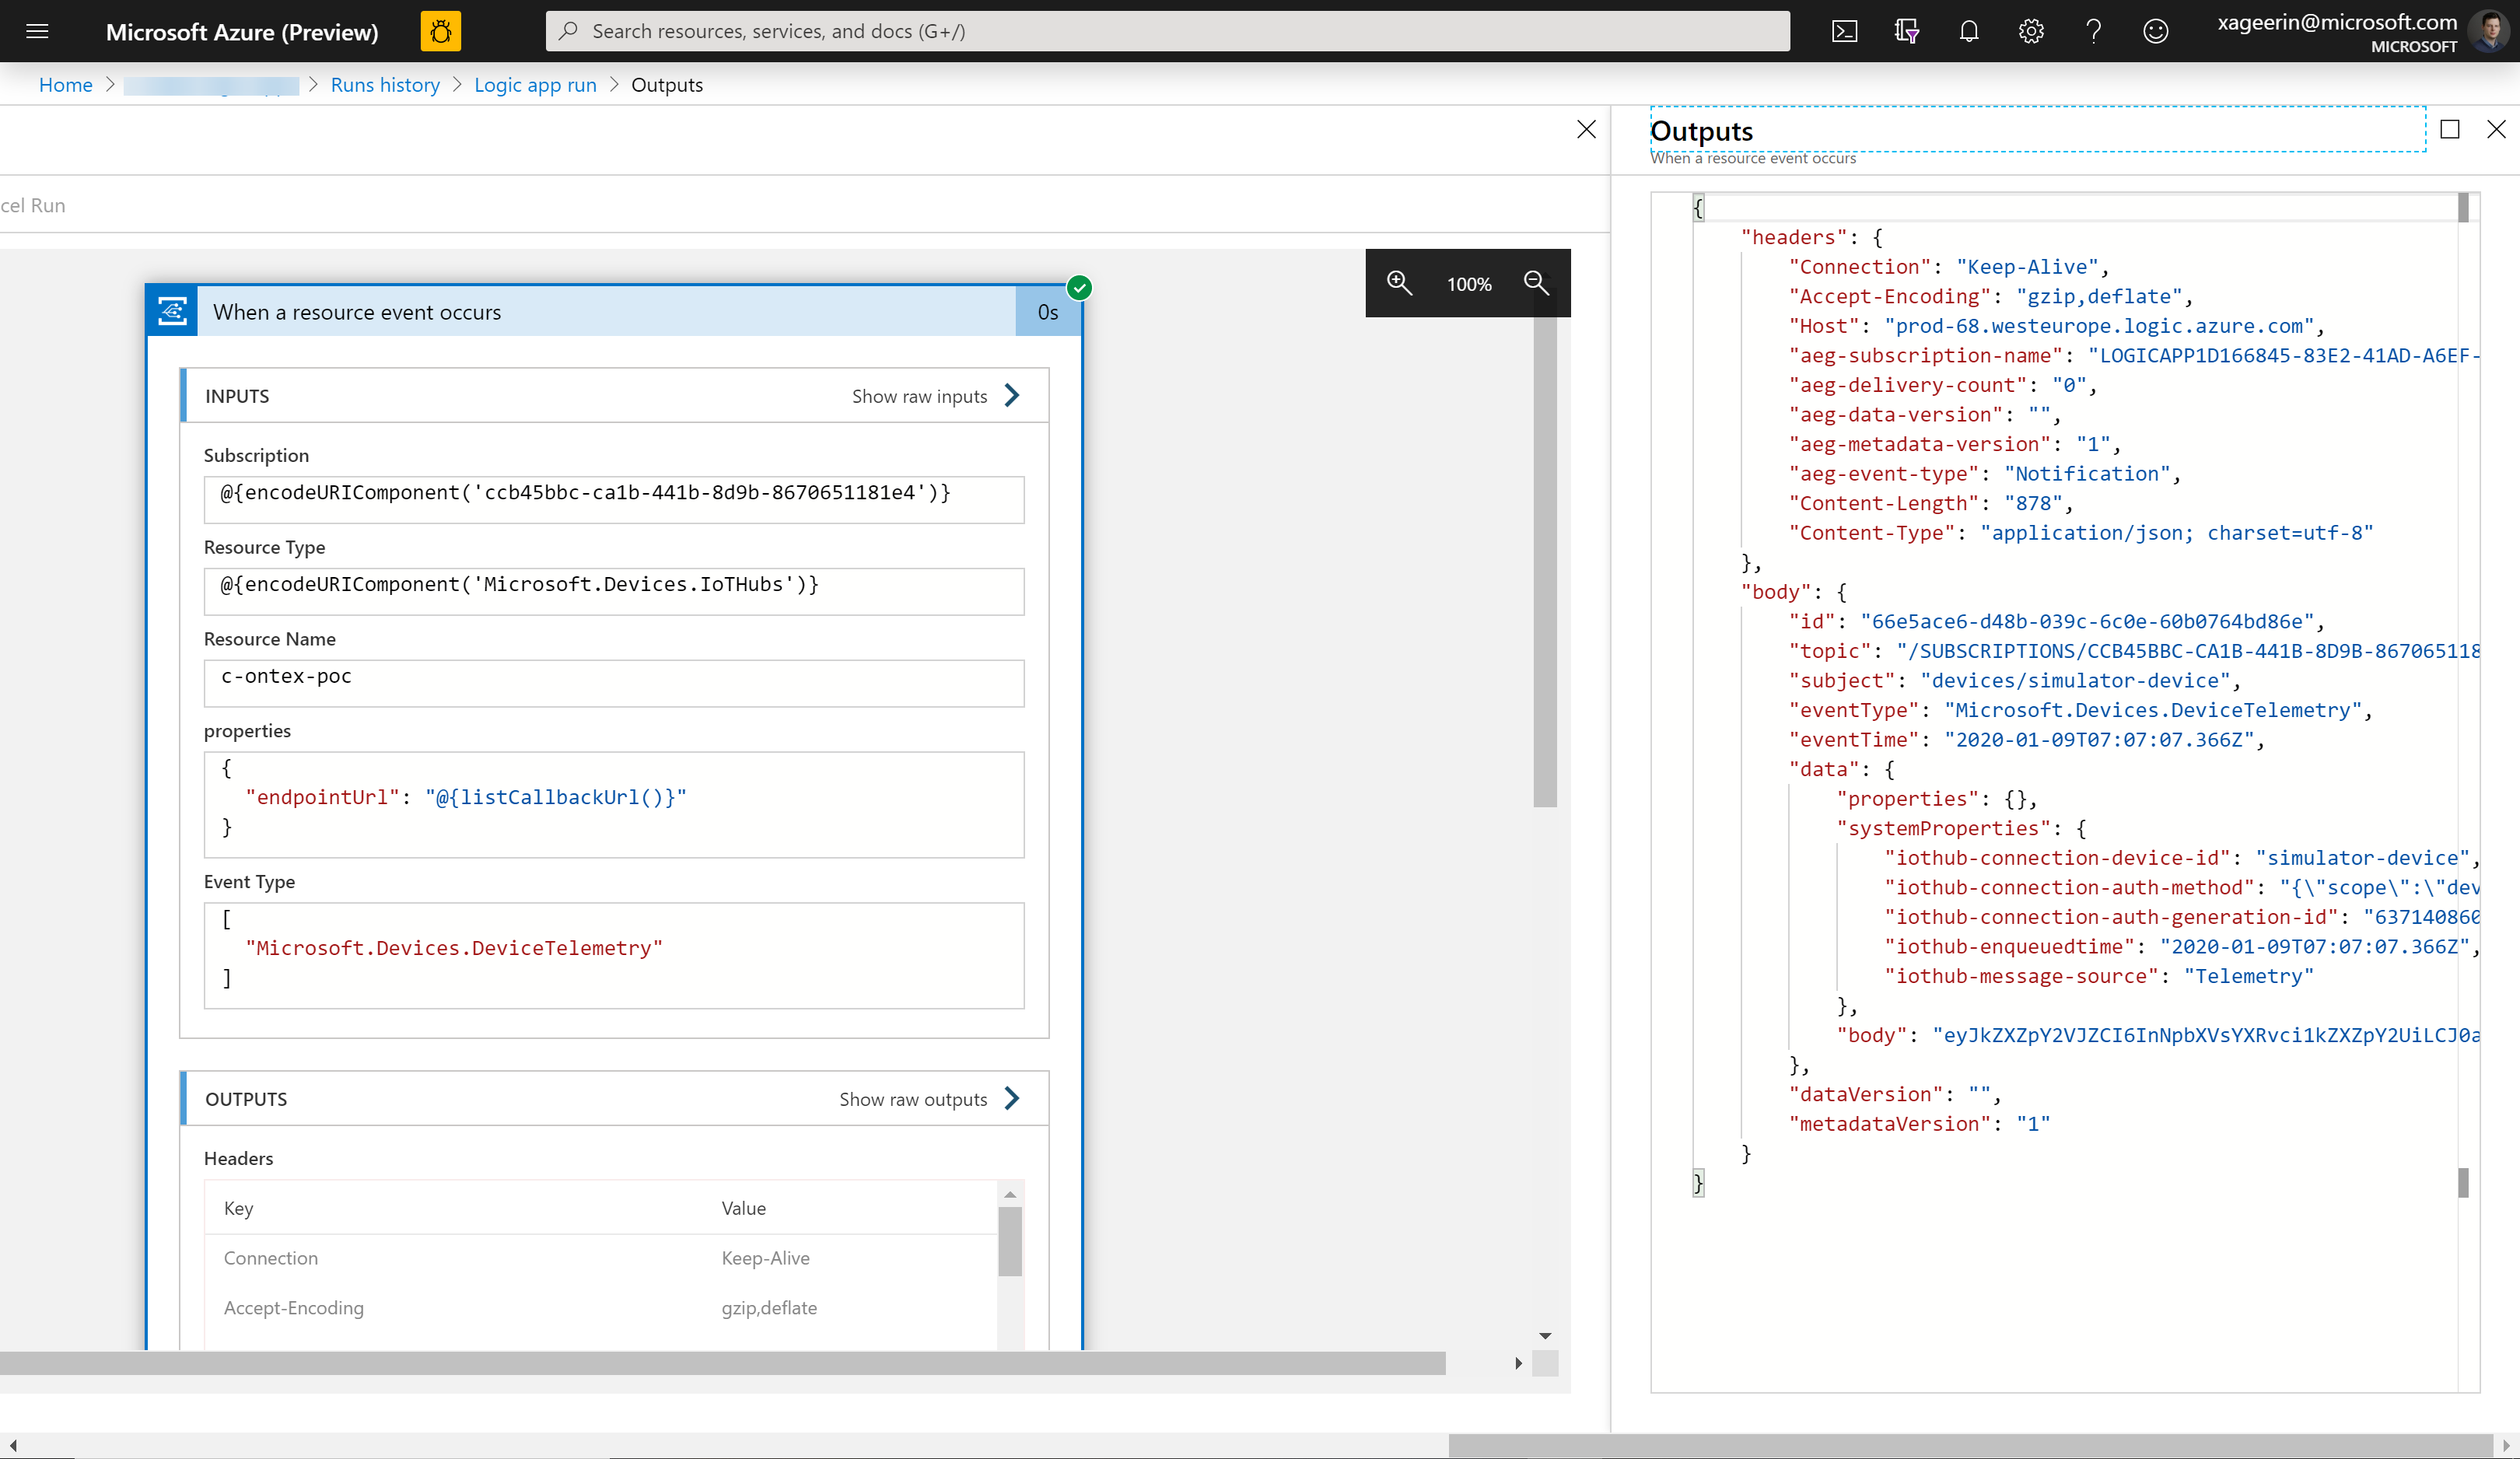 Microsoft Azure (Preview)
Search resources, services, and docs (G+/)
xageerin@microsoft.com
MICROSOFT
Home > > Runs history > Logic app run > Outputs
cel Run
100%
When a resource event occurs
0s
INPUTS
Show raw inputs
Subscription
@{encodeURIComponent('ccb45bbc-ca1b-441b-8d9b-8670651181e4')}
Resource Type
@{encodeURIComponent('Microsoft.Devices.IoTHubs')}
Resource Name
c-ontex-poc
properties
{
"endpointUrl": "@{listCallbackUrl()}"
}
Event Type
[
"Microsoft.Devices.DeviceTelemetry"
]
OUTPUTS
Show raw outputs
Headers
Key Value
Connection Keep-Alive
Accept-Encoding gzip,deflate
Outputs
When a resource event occurs
{
"headers": {
"Connection": "Keep-Alive",
"Accept-Encoding": "gzip,deflate",
"Host": "prod-68.westeurope.logic.azure.com",
"aeg-subscription-name": "LOGICAPP1D166845-83E2-41AD-A6EF-
"aeg-delivery-count": "0",
"aeg-data-version": "",
"aeg-metadata-version": "1",
"aeg-event-type": "Notification",
"Content-Length": "878",
"Content-Type": "application/json; charset=utf-8"
},
"body": {
"id": "66e5ace6-d48b-039c-6c0e-60b0764bd86e",
"topic": "/SUBSCRIPTIONS/CCB45BBC-CA1B-441B-8D9B-867065118
"subject": "devices/simulator-device",
"eventType": "Microsoft.Devices.DeviceTelemetry",
"eventTime": "2020-01-09T07:07:07.366Z",
"data": {
"properties": {},
"systemProperties": {
"iothub-connection-device-id": "simulator-device",
"iothub-connection-auth-method": "{\"scope\":\"dev
"iothub-connection-auth-generation-id": "637140860
"iothub-enqueuedtime": "2020-01-09T07:07:07.366Z",
"iothub-message-source": "Telemetry"
},
"body": "eyJkZXZpY2VJZCI6InNpbXVsYXRvci1kZXZpY2UiLCJ0a
},
"dataVersion": "",
"metadataVersion": "1"
}
}